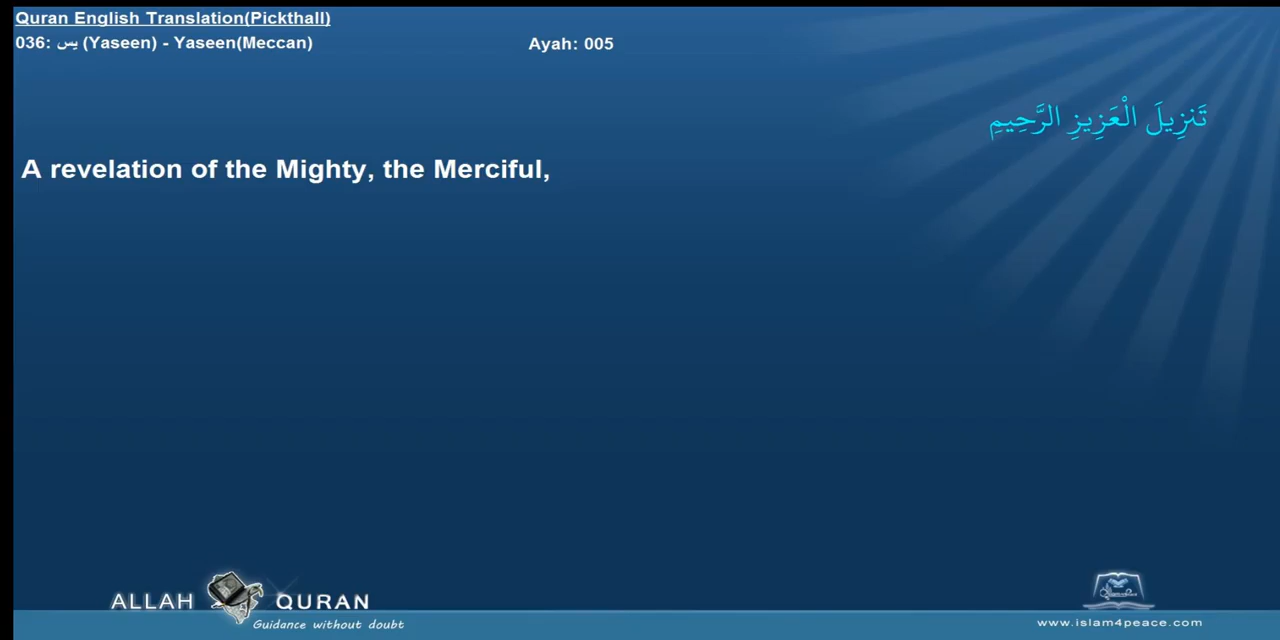 Quran English Translation(Pickthall)
036: يس (Yaseen) - Yaseen(Meccan)
Ayah: 005
تَنزِيلَ الْعَزِيزِ الرَّحِيمِ
A revelation of the Mighty, the Merciful,
ALLAH QURAN
Guidance without doubt
www.islam4peace.com